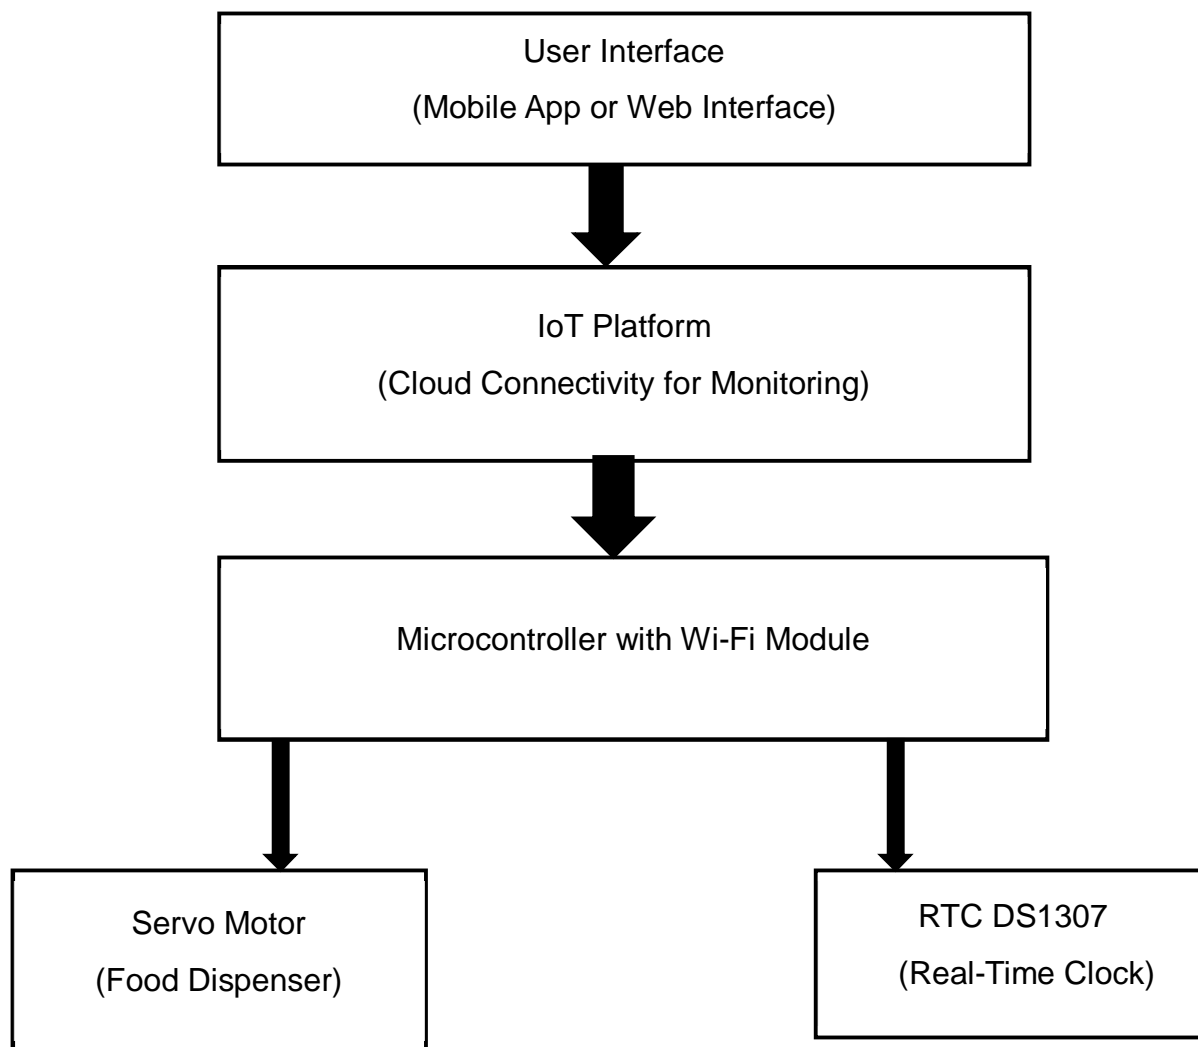 User Interface
(Mobile App or Web Interface)
IoT Platform
(Cloud Connectivity for Monitoring)
Microcontroller with Wi-Fi Module
Servo Motor
(Food Dispenser)
RTC DS1307
(Real-Time Clock)